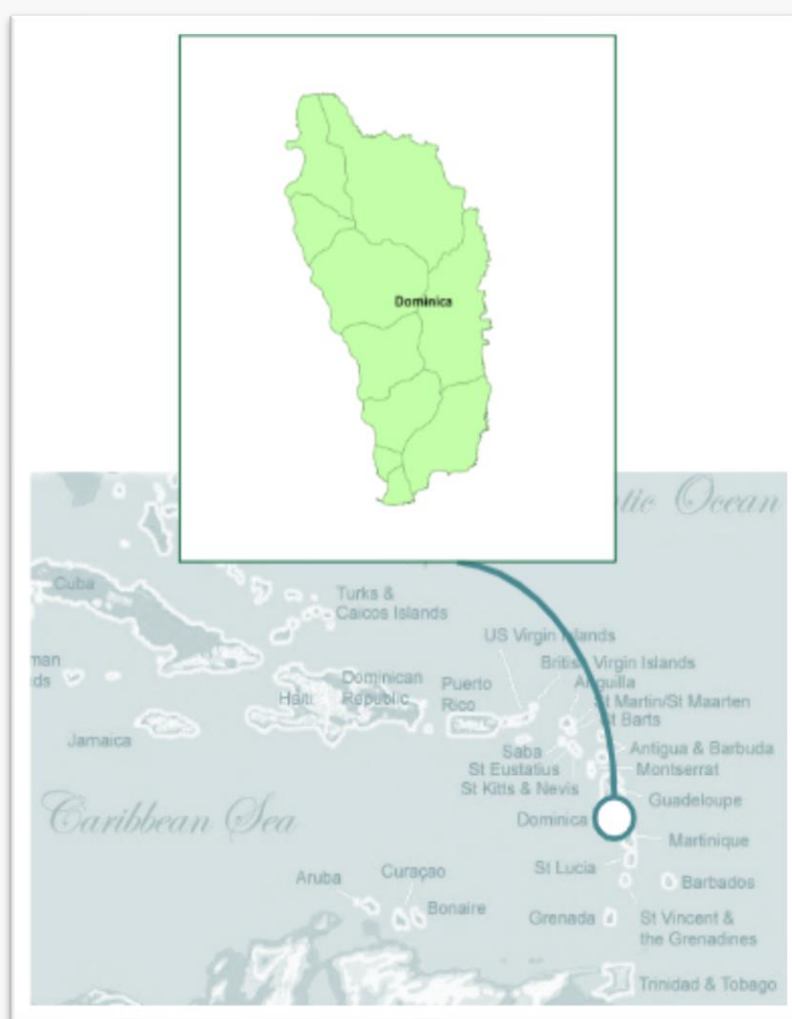 Dominica
tic Ocean
Cuba
Turks &
Caicos Islands
US Virgin Islands
man
ds
British Virgin Islands
Anguilla
Haiti
Dominican
Republic
Puerto
Rico
St Martin/St Maarten
St Barts
Jamaica
Saba
Antigua & Barbuda
St Eustatius
Montserrat
St Kitts & Nevis
Guadeloupe
Caribbean Sea
Dominica
Martinique
St Lucia
Aruba
Curaçao
Barbados
Bonaire
Grenada
St Vincent &
the Grenadines
Trinidad & Tobago